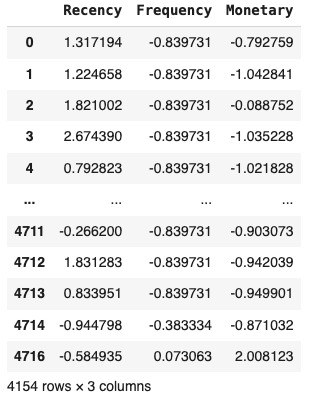 Recency Frequency Monetary
0 1.317194 -0.839731 -0.792759
1 1.224658 -0.839731 -1.042841
2 1.821002 -0.839731 -0.088752
3 2.674390 -0.839731 -1.035228
4 0.792823 -0.839731 -1.021828
... ... ... ...
4711 -0.266200 -0.839731 -0.903073
4712 1.831283 -0.839731 -0.942039
4713 0.833951 -0.839731 -0.949901
4714 -0.944798 -0.383334 -0.871032
4716 -0.584935 0.073063 2.008123
4154 rows × 3 columns